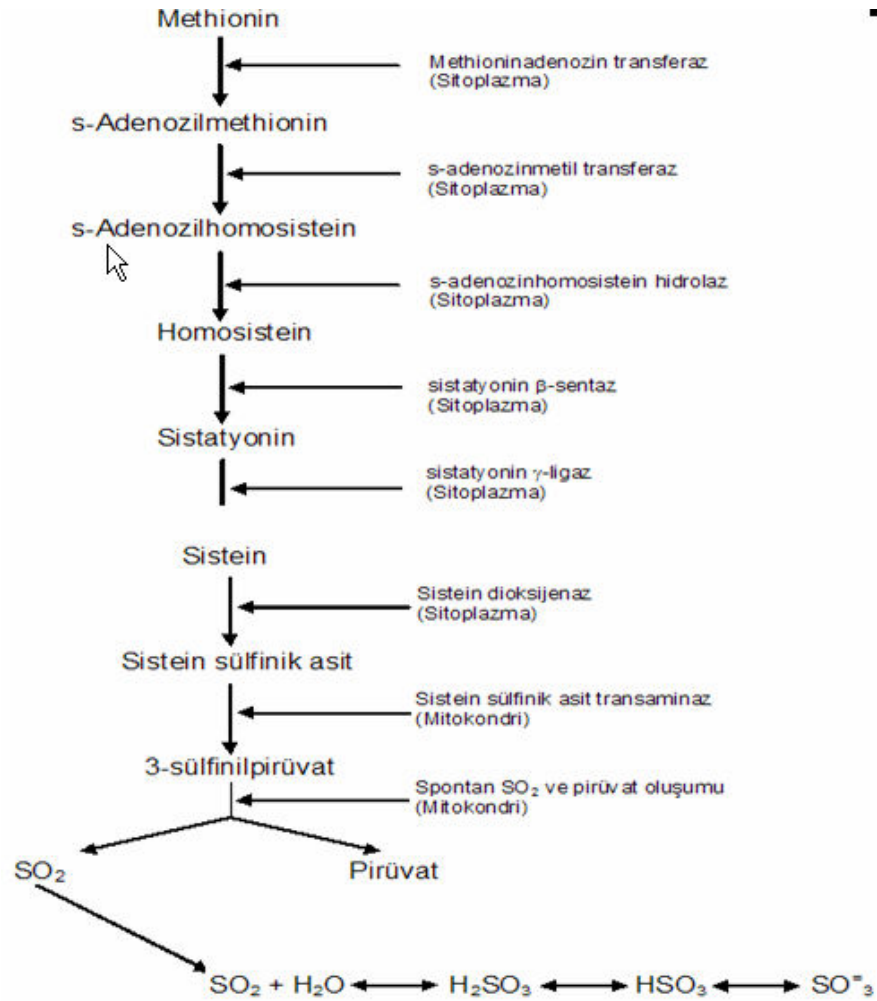 Methionin
Methioninadenozin transferaz
(Sitoplazma)
s-Adenozilmethionin
s-adenozinmetil transferaz
(Sitoplazma)
s-Adenozilhomosistein
s-adenozinhomosistein hidrolaz
(Sitoplazma)
Homosistein
sistatyonin β-sentaz
(Sitoplazma)
Sistatyonin
sistatyonin γ-ligaz
(Sitoplazma)
Sistein
Sistein dioksijenaz
(Sitoplazma)
Sistein sülfinik asit
Sistein sülfinik asit transaminaz
(Mitokondri)
3-sülfinilpirüvat
Spontan SO₂ ve pirüvat oluşumu
(Mitokondri)
SO₂ Pirüvat
SO₂ + H₂O H₂SO₃ HSO₃ SO⁼₃